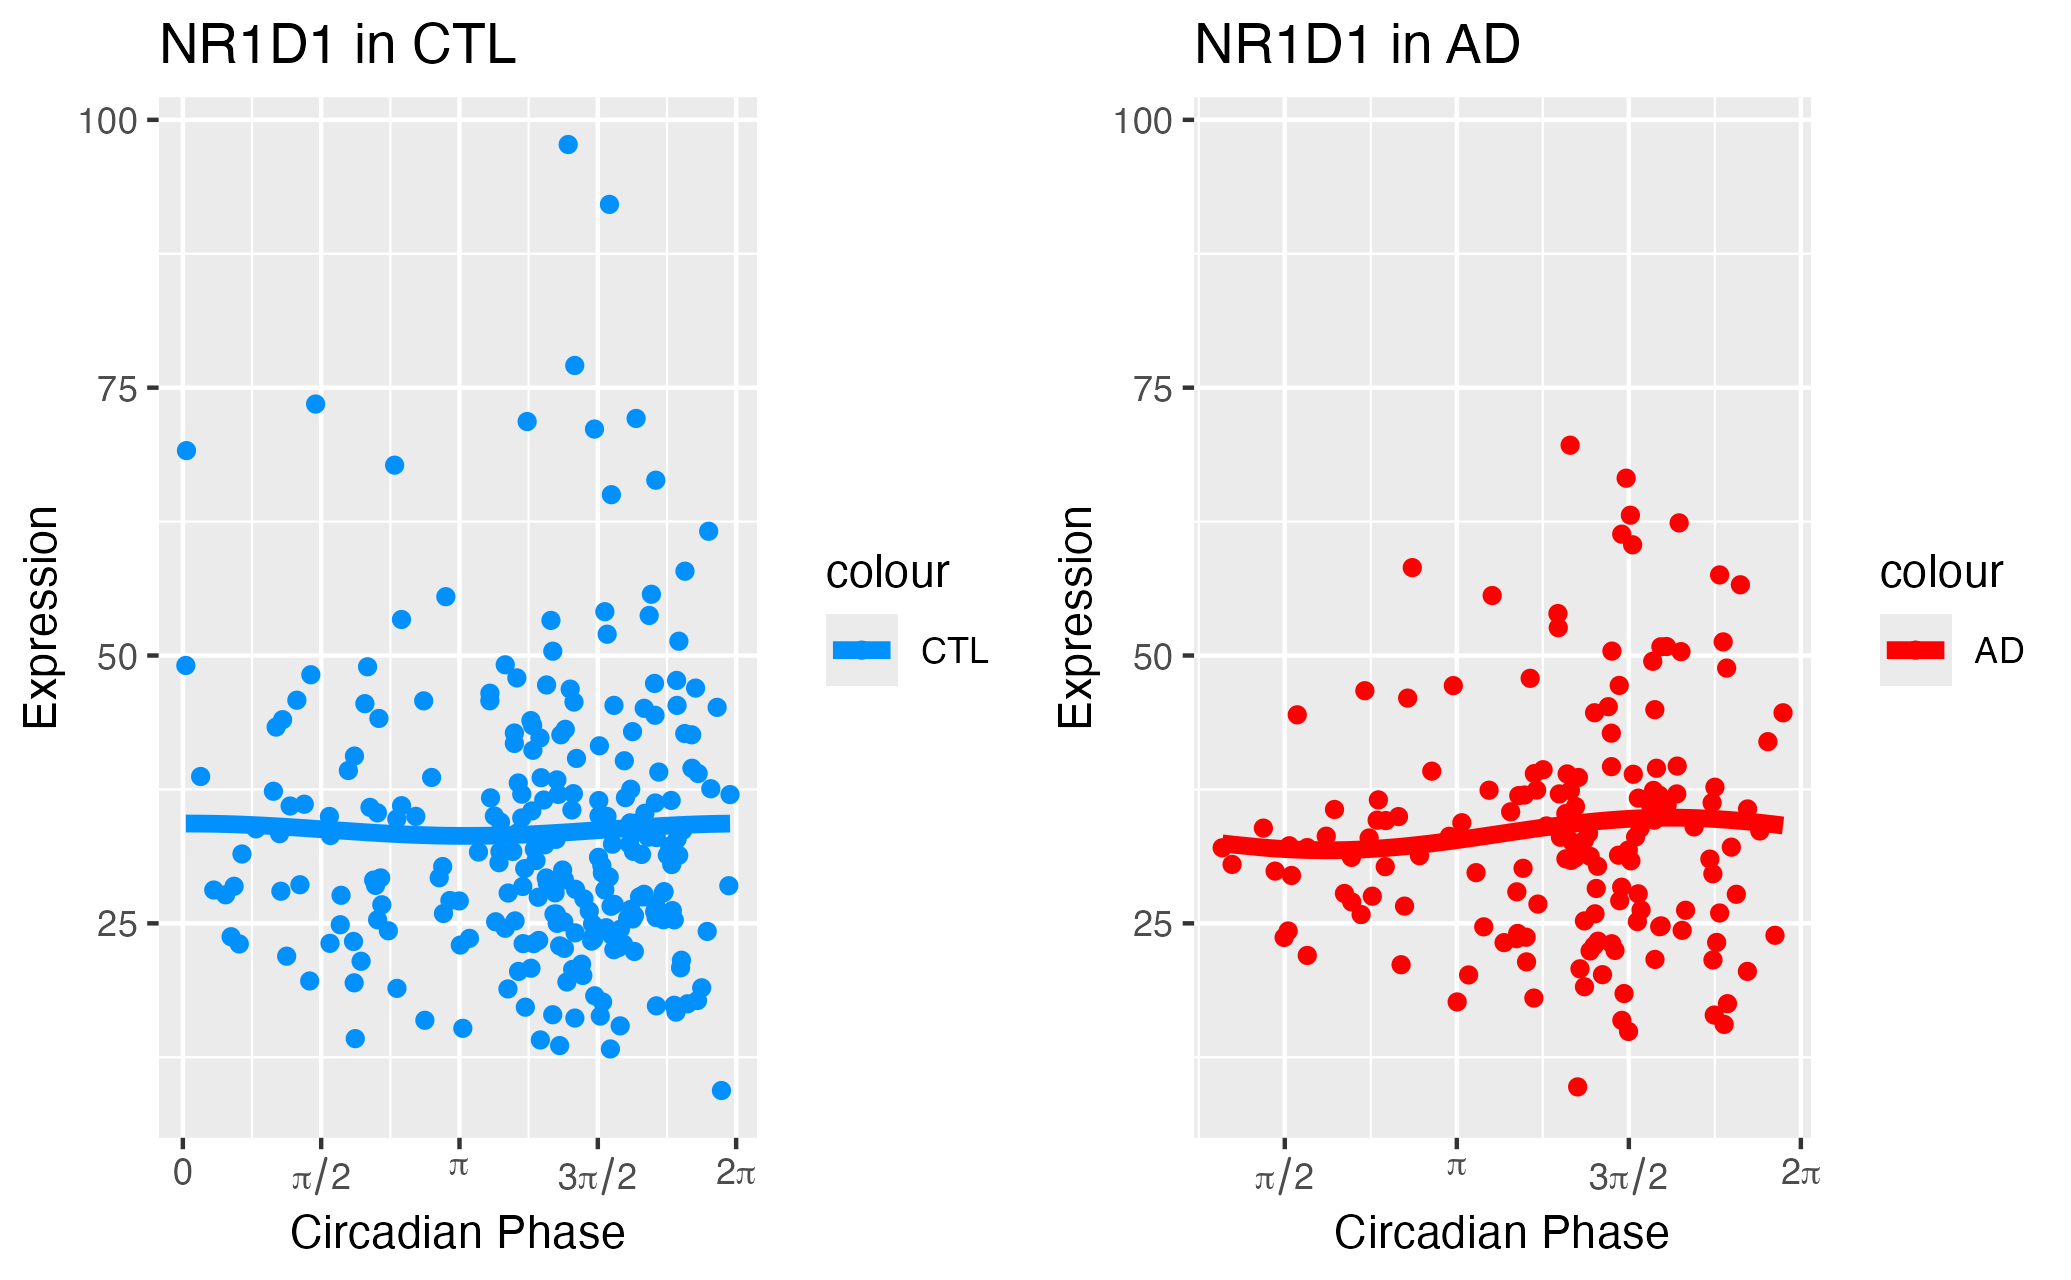 NR1D1 in CTL
100
75
50
25
Expression
0
π/2
π
3π/2
2π
Circadian Phase
colour
CTL
NR1D1 in AD
100
75
50
25
Expression
π/2
π
3π/2
2π
Circadian Phase
colour
AD